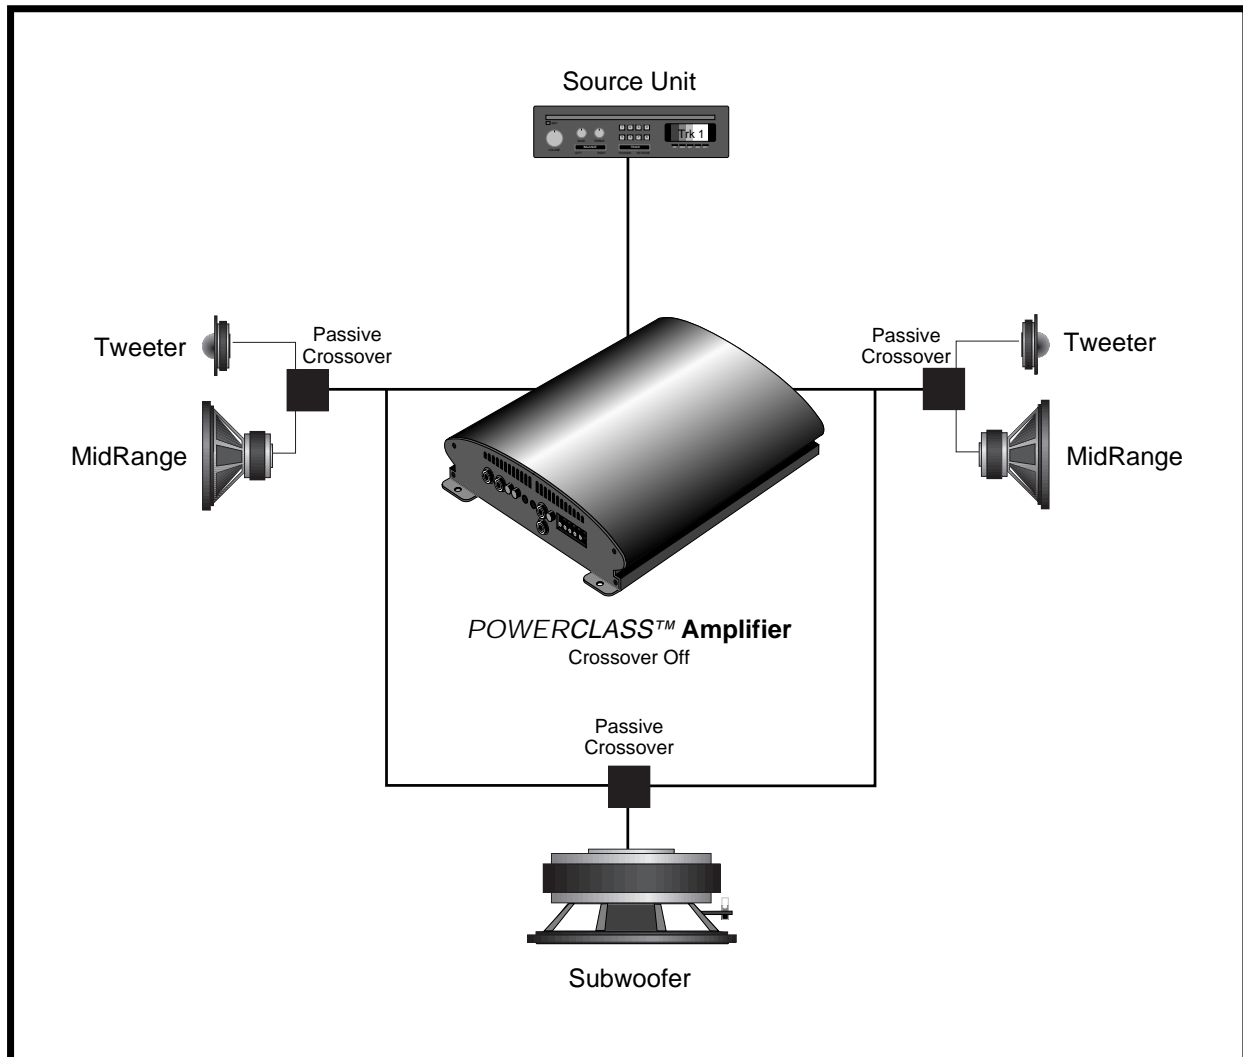 Source Unit
Trk 1
Passive
Crossover
Tweeter
MidRange
Passive
Crossover
Tweeter
MidRange
POWERCLASS™ Amplifier
Crossover Off
Passive
Crossover
Subwoofer